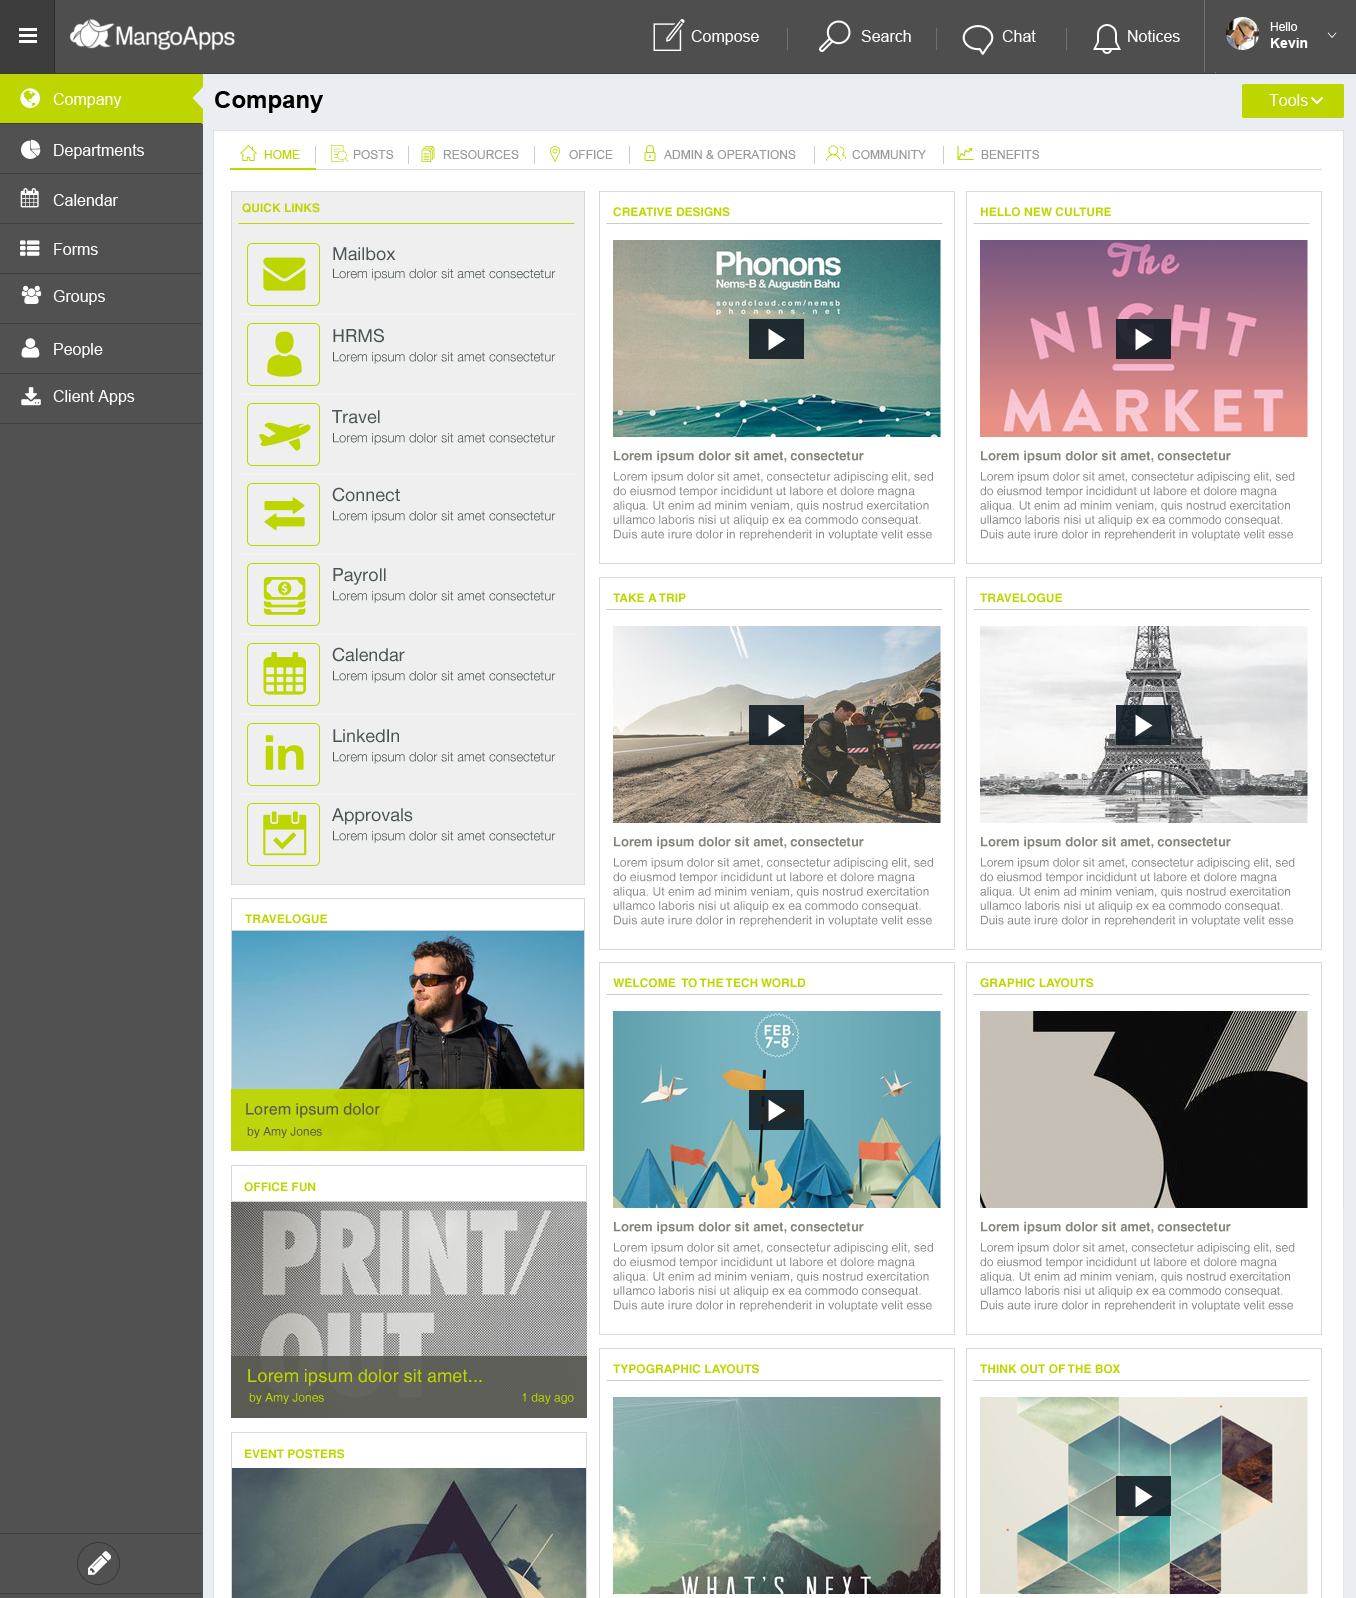 MangoApps
Compose
Search
Chat
Notices
Hello
Kevin
Company
Departments
Calendar
Forms
Groups
People
Client Apps
Company
Tools
HOME
POSTS
RESOURCES
OFFICE
ADMIN & OPERATIONS
COMMUNITY
BENEFITS
QUICK LINKS
Mailbox
Lorem ipsum dolor sit amet consectetur
HRMS
Lorem ipsum dolor sit amet consectetur
Travel
Lorem ipsum dolor sit amet consectetur
Connect
Lorem ipsum dolor sit amet consectetur
Payroll
Lorem ipsum dolor sit amet consectetur
Calendar
Lorem ipsum dolor sit amet consectetur
in
LinkedIn
Lorem ipsum dolor sit amet consectetur
Approvals
Lorem ipsum dolor sit amet consectetur
TRAVELOGUE
Lorem ipsum dolor
by Amy Jones
OFFICE FUN
PRINT/
OUT
Lorem ipsum dolor sit amet...
by Amy Jones
1 day ago
EVENT POSTERS
CREATIVE DESIGNS
Phonons
Nems-B & Augustin Bahu
soundcloud.com/nemsb
phonons.net
Lorem ipsum dolor sit amet, consectetur
Lorem ipsum dolor sit amet, consectetur adipiscing elit, sed
do eiusmod tempor incididunt ut labore et dolore magna
aliqua. Ut enim ad minim veniam, quis nostrud exercitation
ullamco laboris nisi ut aliquip ex ea commodo consequat.
Duis aute irure dolor in reprehenderit in voluptate velit esse
HELLO NEW CULTURE
The
NIGHT
MARKET
Lorem ipsum dolor sit amet, consectetur
Lorem ipsum dolor sit amet, consectetur adipiscing elit, sed
do eiusmod tempor incididunt ut labore et dolore magna
aliqua. Ut enim ad minim veniam, quis nostrud exercitation
ullamco laboris nisi ut aliquip ex ea commodo consequat.
Duis aute irure dolor in reprehenderit in voluptate velit esse
TAKE A TRIP
Lorem ipsum dolor sit amet, consectetur
Lorem ipsum dolor sit amet, consectetur adipiscing elit, sed
do eiusmod tempor incididunt ut labore et dolore magna
aliqua. Ut enim ad minim veniam, quis nostrud exercitation
ullamco laboris nisi ut aliquip ex ea commodo consequat.
Duis aute irure dolor in reprehenderit in voluptate velit esse
TRAVELOGUE
Lorem ipsum dolor sit amet, consectetur
Lorem ipsum dolor sit amet, consectetur adipiscing elit, sed
do eiusmod tempor incididunt ut labore et dolore magna
aliqua. Ut enim ad minim veniam, quis nostrud exercitation
ullamco laboris nisi ut aliquip ex ea commodo consequat.
Duis aute irure dolor in reprehenderit in voluptate velit esse
WELCOME TO THE TECH WORLD
FEB.
7-8
Lorem ipsum dolor sit amet, consectetur
Lorem ipsum dolor sit amet, consectetur adipiscing elit, sed
do eiusmod tempor incididunt ut labore et dolore magna
aliqua. Ut enim ad minim veniam, quis nostrud exercitation
ullamco laboris nisi ut aliquip ex ea commodo consequat.
Duis aute irure dolor in reprehenderit in voluptate velit esse
GRAPHIC LAYOUTS
36
Lorem ipsum dolor sit amet, consectetur
Lorem ipsum dolor sit amet, consectetur adipiscing elit, sed
do eiusmod tempor incididunt ut labore et dolore magna
aliqua. Ut enim ad minim veniam, quis nostrud exercitation
ullamco laboris nisi ut aliquip ex ea commodo consequat.
Duis aute irure dolor in reprehenderit in voluptate velit esse
TYPOGRAPHIC LAYOUTS
WHAT'S NEXT
THINK OUT OF THE BOX